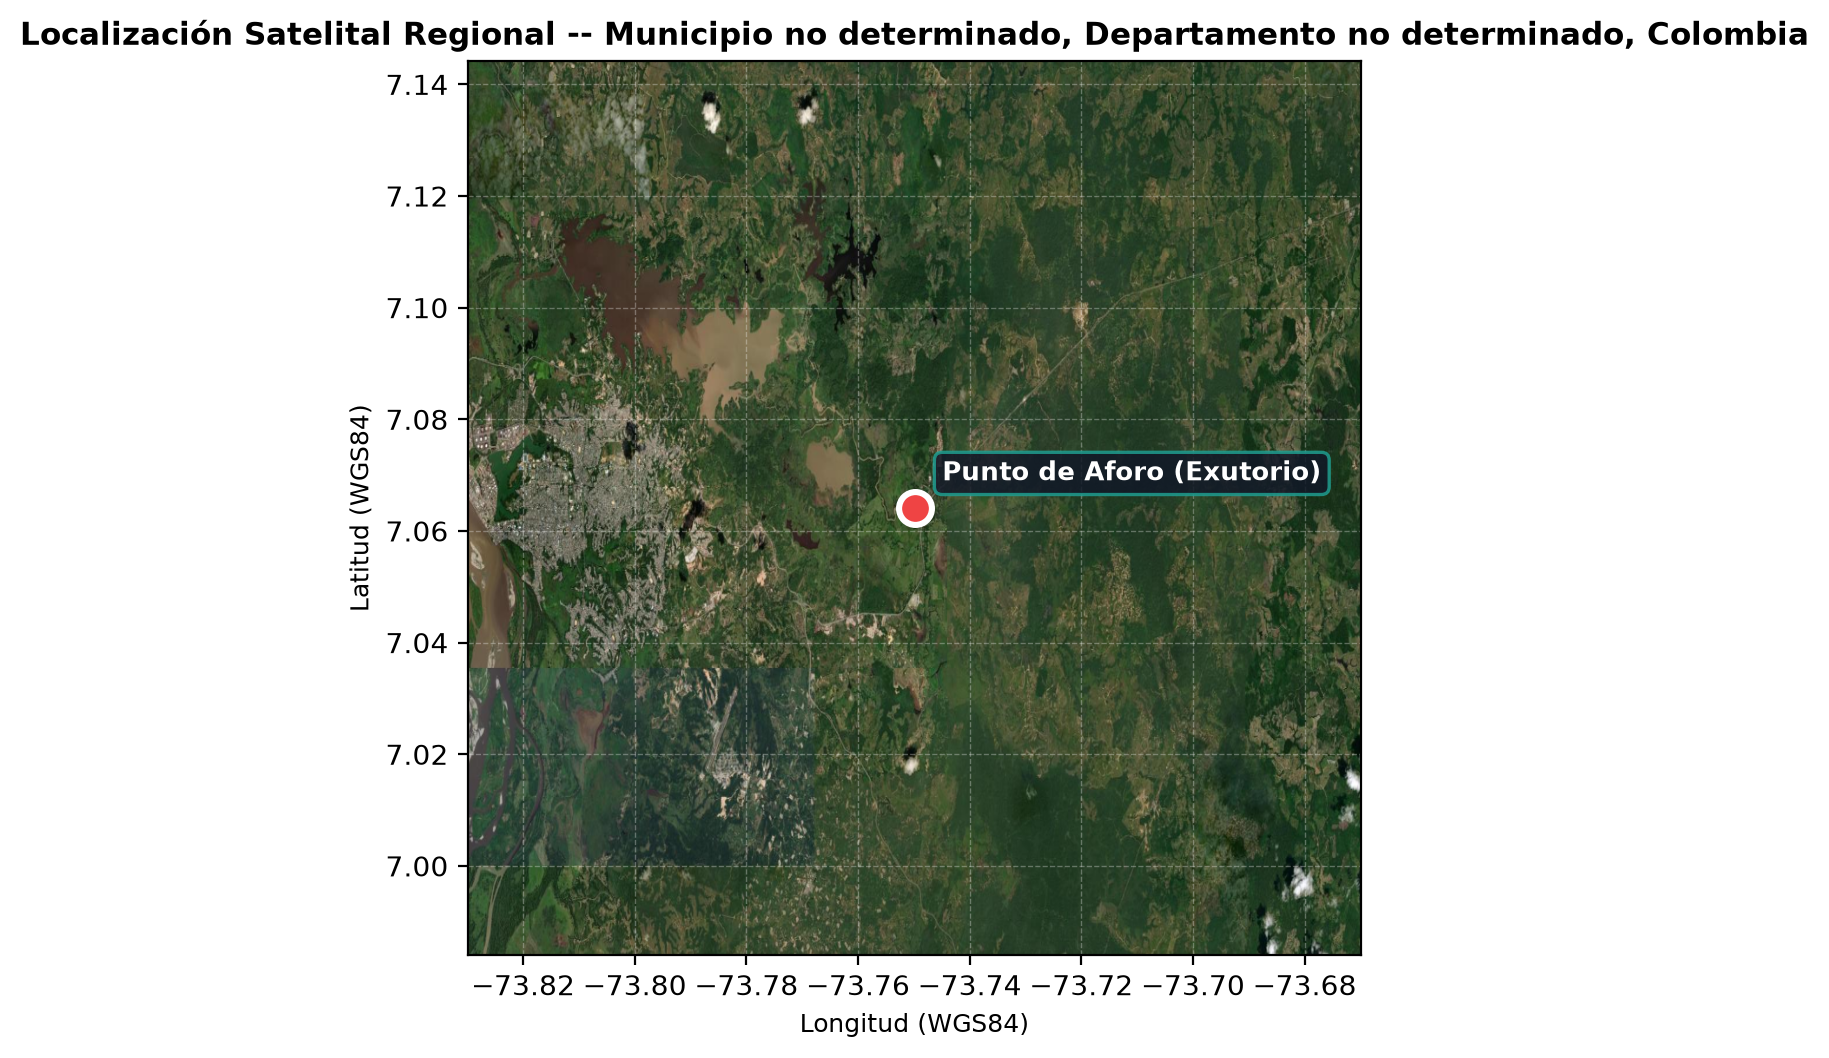 Localización Satelital Regional -- Municipio no determinado, Departamento no determinado, Colombia
7.14
7.12
7.10
7.08
7.06
7.04
7.02
7.00
Latitud (WGS84)
Punto de Aforo (Exutorio)
−73.82 −73.80 −73.78 −73.76 −73.74 −73.72 −73.70 −73.68
Longitud (WGS84)